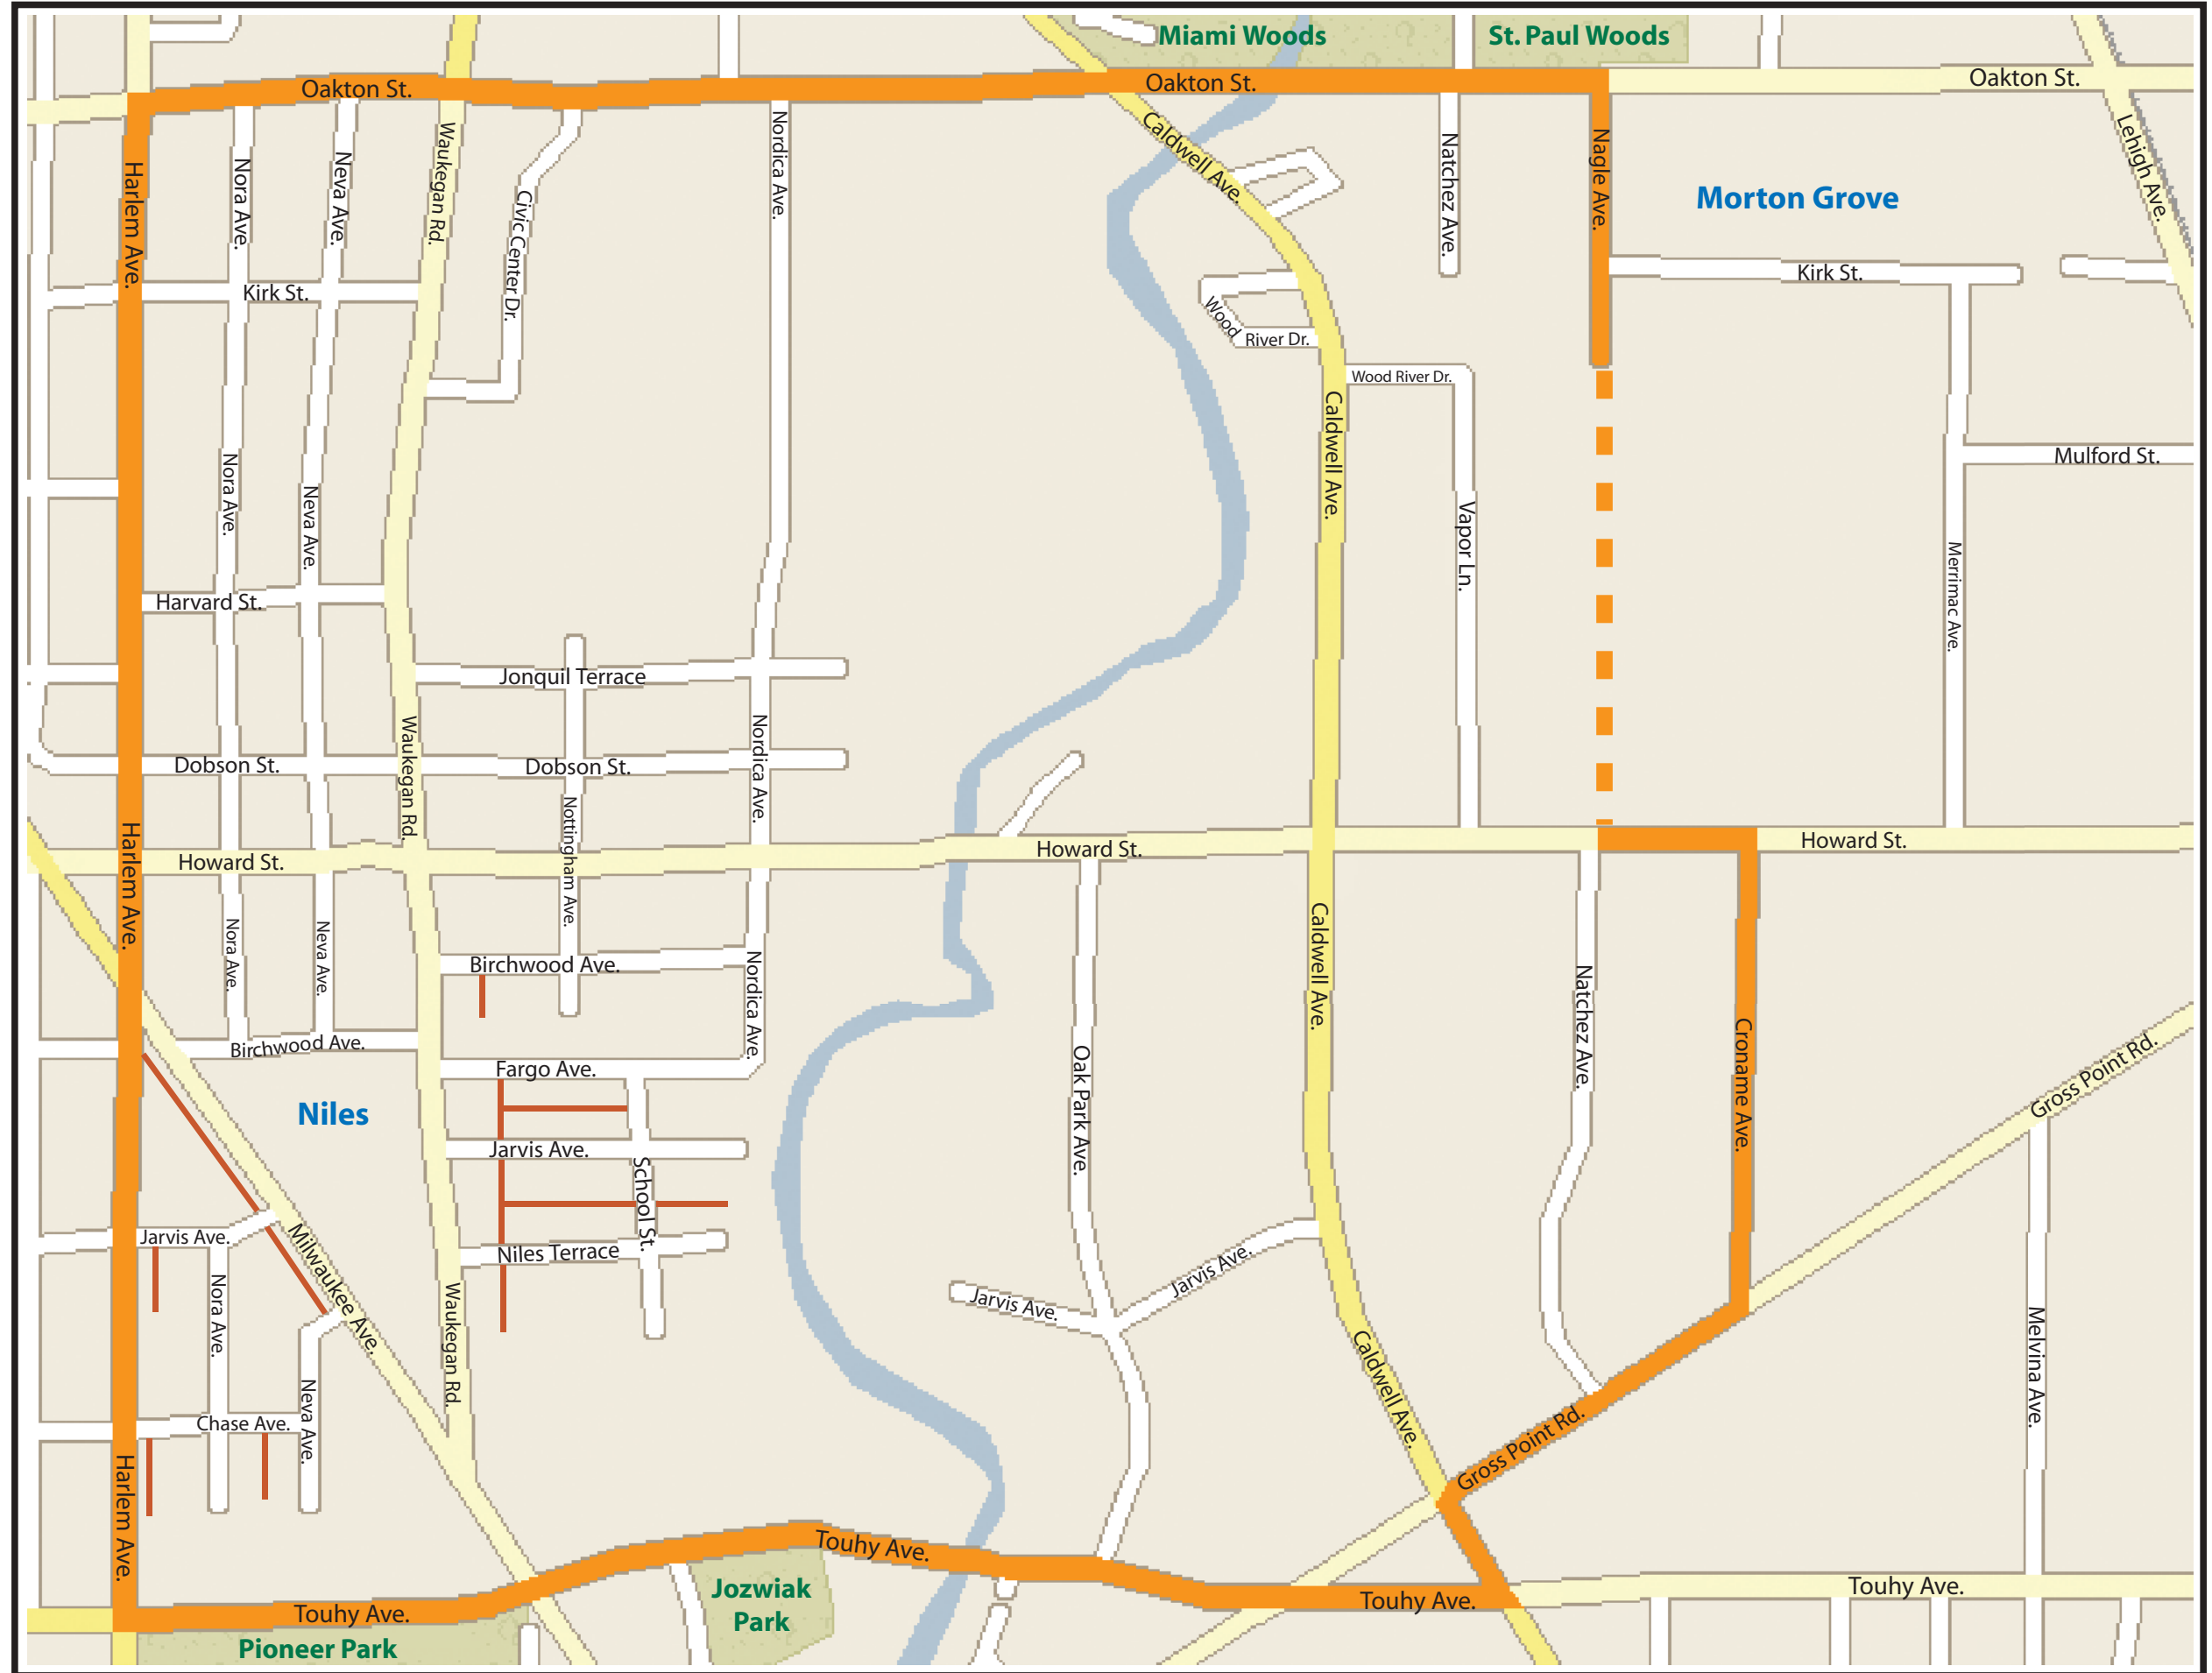 Miami Woods
St. Paul Woods
Oakton St.
Oakton St.
Oakton St.
Caldwell Ave.
Lehigh Ave.
Harlem Ave.
Nora Ave.
Neva Ave.
Waukegan Rd.
Civic Center Dr.
Nordica Ave.
Natchez Ave.
Nagle Ave.
Morton Grove
Kirk St.
Kirk St.
Wood
River Dr.
Wood River Dr.
Caldwell Ave.
Mulford St.
Nora Ave.
Neva Ave.
Vapor Ln.
Merrimac Ave.
Harvard St.
Jonquil Terrace
Waukegan Rd.
Nordica Ave.
Dobson St.
Dobson St.
Nottingham Ave.
Harlem Ave.
Howard St.
Howard St.
Howard St.
Nora Ave.
Neva Ave.
Birchwood Ave.
Nordica Ave.
Caldwell Ave.
Natchez Ave.
Croname Ave.
Birchwood Ave.
Fargo Ave.
Oak Park Ave.
Gross Point Rd.
Niles
Jarvis Ave.
School St.
Jarvis Ave.
Niles Terrace
Milwaukee Ave.
Nora Ave.
Waukegan Rd.
Jarvis Ave.
Jarvis Ave.
Caldwell Ave.
Melvina Ave.
Chase Ave.
Neva Ave.
Gross Point Rd.
Harlem Ave.
Touhy Ave.
Touhy Ave.
Touhy Ave.
Touhy Ave.
Jozwiak
Park
Pioneer Park